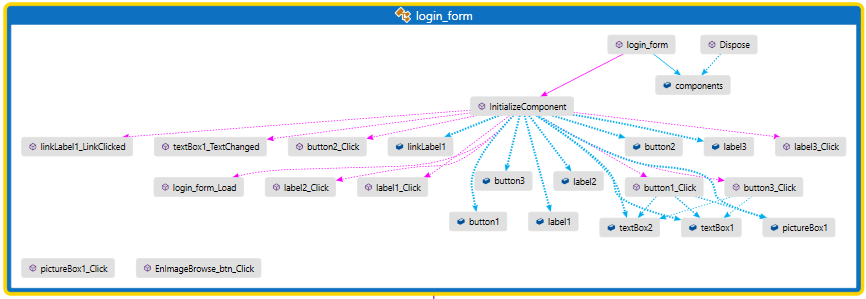 login_form
login_form
Dispose
components
InitializeComponent
linkLabel1_LinkClicked
textBox1_TextChanged
button2_Click
linkLabel1
button2
label3
label3_Click
login_form_Load
label2_Click
label1_Click
button3
label2
button1_Click
button3_Click
button1
label1
textBox2
textBox1
pictureBox1
pictureBox1_Click
EnImageBrowse_btn_Click